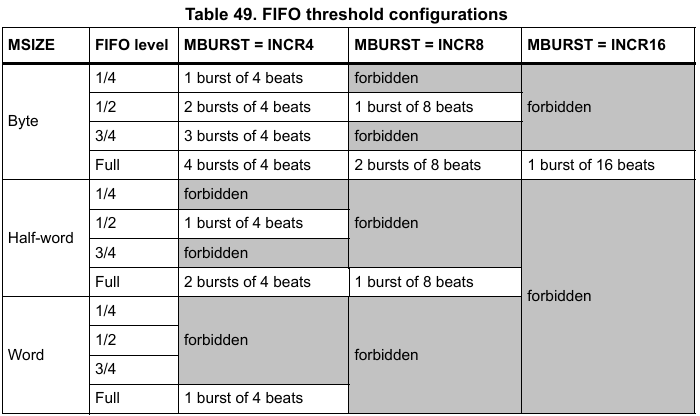 Table 49. FIFO threshold configurations
MSIZE FIFO level MBURST = INCR4 MBURST = INCR8 MBURST = INCR16
Byte
1/4 1 burst of 4 beats forbidden
forbidden
1/2 2 bursts of 4 beats 1 burst of 8 beats
3/4 3 bursts of 4 beats forbidden
Full 4 bursts of 4 beats 2 bursts of 8 beats 1 burst of 16 beats
Half-word
1/4 forbidden
forbidden
forbidden
1/2 1 burst of 4 beats
3/4 forbidden
Full 2 bursts of 4 beats 1 burst of 8 beats
Word
1/4
forbidden
forbidden
1/2
3/4
Full 1 burst of 4 beats